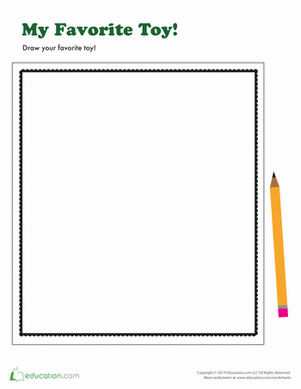 My Favorite Toy!
Draw your favorite toy!
education.com
Copyright © 2014 Education.com LLC All Rights Reserved
More worksheets at www.education.com/worksheets